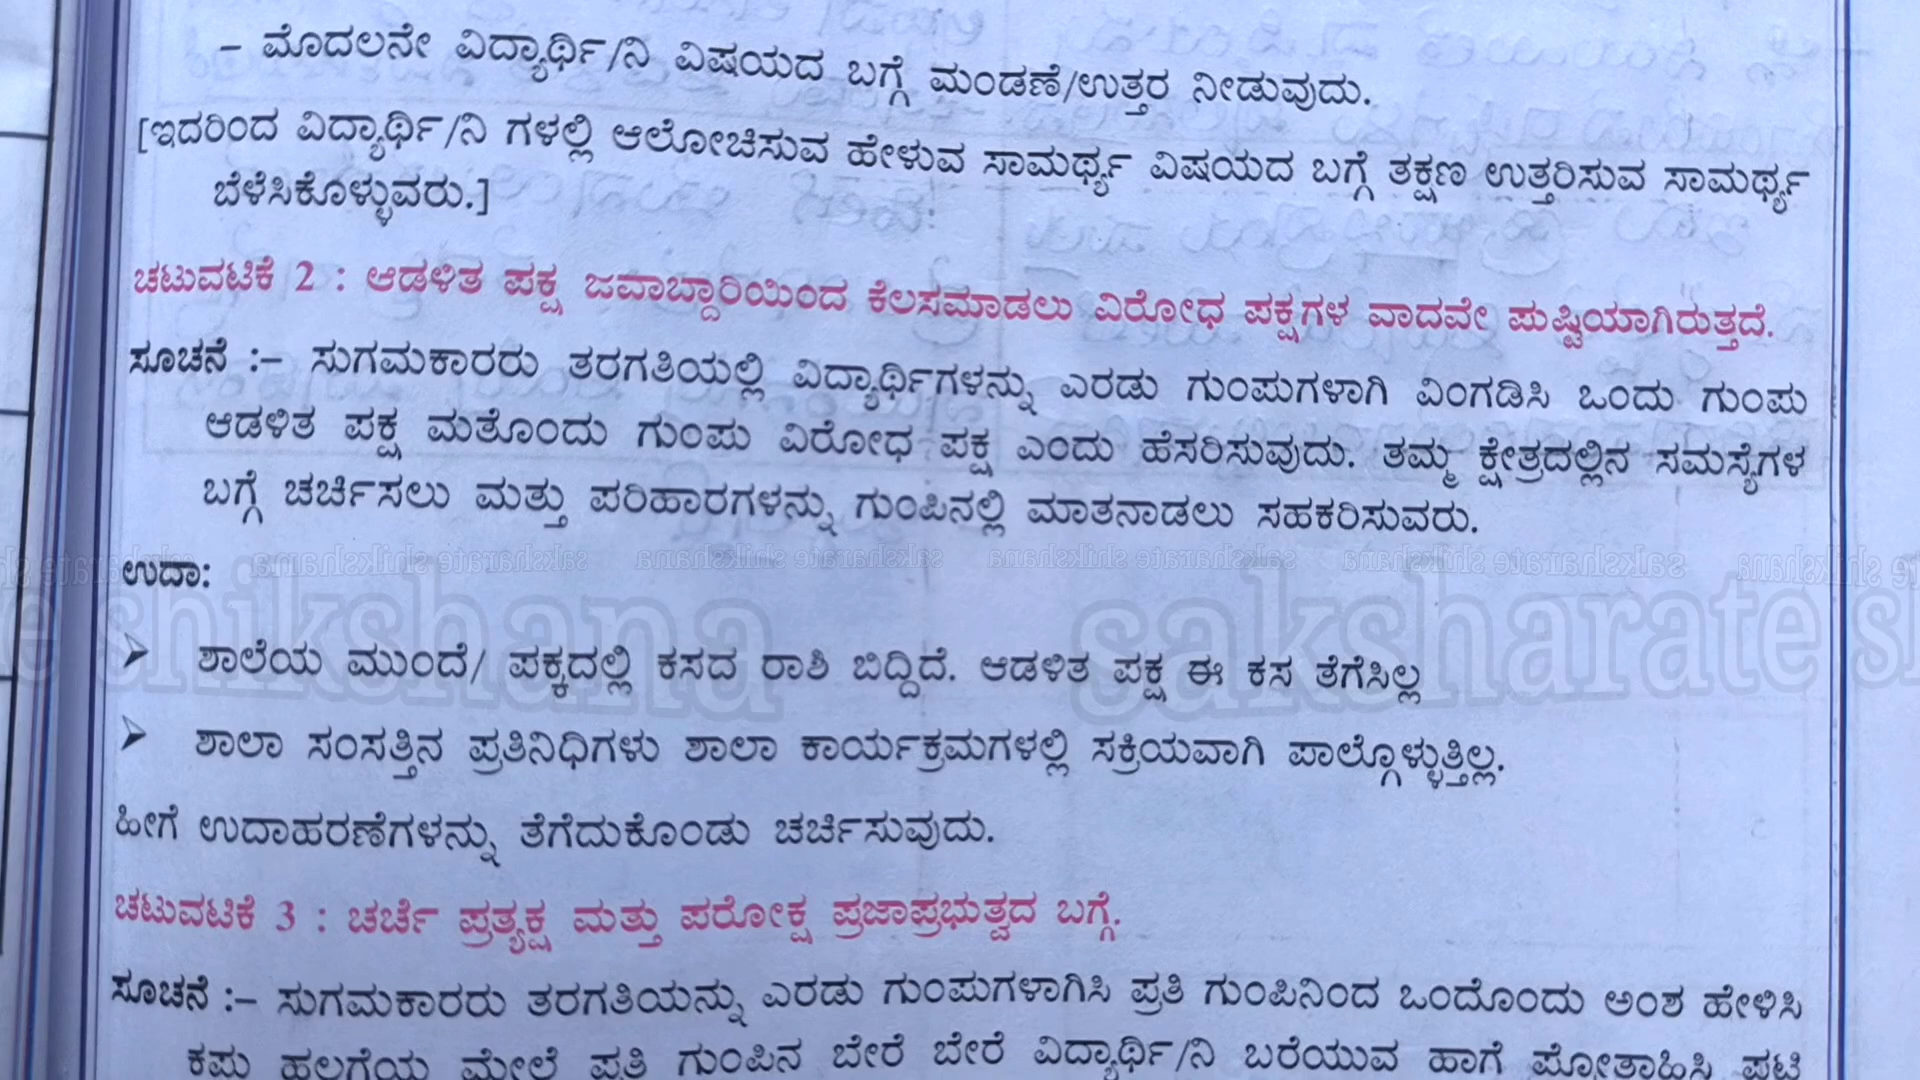 – ಮೊದಲನೇ ವಿದ್ಯಾರ್ಥಿ/ನಿ ವಿಷಯದ ಬಗ್ಗೆ ಮಂಡಣೆ/ಉತ್ತರ ನೀಡುವುದು.
[ಇದರಿಂದ ವಿದ್ಯಾರ್ಥಿ/ನಿ ಗಳಲ್ಲಿ ಆಲೋಚಿಸುವ ಹೇಳುವ ಸಾಮರ್ಥ್ಯ ವಿಷಯದ ಬಗ್ಗೆ ತಕ್ಷಣ ಉತ್ತರಿಸುವ ಸಾಮರ್ಥ್ಯ
ಬೆಳೆಸಿಕೊಳ್ಳುವರು.]
ಚಟುವಟಿಕೆ 2 : ಆಡಳಿತ ಪಕ್ಷ ಜವಾಬ್ದಾರಿಯಿಂದ ಕೆಲಸಮಾಡಲು ವಿರೋಧ ಪಕ್ಷಗಳ ವಾದವೇ ಪುಷ್ಟಿಯಾಗಿರುತ್ತದೆ.
ಸೂಚನೆ :– ಸುಗಮಕಾರರು ತರಗತಿಯಲ್ಲಿ ವಿದ್ಯಾರ್ಥಿಗಳನ್ನು ಎರಡು ಗುಂಪುಗಳಾಗಿ ವಿಂಗಡಿಸಿ ಒಂದು ಗುಂಪು
ಆಡಳಿತ ಪಕ್ಷ ಮತೊಂದು ಗುಂಪು ವಿರೋಧ ಪಕ್ಷ ಎಂದು ಹೆಸರಿಸುವುದು. ತಮ್ಮ ಕ್ಷೇತ್ರದಲ್ಲಿನ ಸಮಸ್ಯೆಗಳ
ಬಗ್ಗೆ ಚರ್ಚಿಸಲು ಮತ್ತು ಪರಿಹಾರಗಳನ್ನು ಗುಂಪಿನಲ್ಲಿ ಮಾತನಾಡಲು ಸಹಕರಿಸುವರು.
ಉದಾ:
➢ ಶಾಲೆಯ ಮುಂದೆ/ ಪಕ್ಕದಲ್ಲಿ ಕಸದ ರಾಶಿ ಬಿದ್ದಿದೆ. ಆಡಳಿತ ಪಕ್ಷ ಈ ಕಸ ತೆಗೆಸಿಲ್ಲ
➢ ಶಾಲಾ ಸಂಸತ್ತಿನ ಪ್ರತಿನಿಧಿಗಳು ಶಾಲಾ ಕಾರ್ಯಕ್ರಮಗಳಲ್ಲಿ ಸಕ್ರಿಯವಾಗಿ ಪಾಲ್ಗೊಳ್ಳುತ್ತಿಲ್ಲ.
ಹೀಗೆ ಉದಾಹರಣೆಗಳನ್ನು ತೆಗೆದುಕೊಂಡು ಚರ್ಚಿಸುವುದು.
ಚಟುವಟಿಕೆ 3 : ಚರ್ಚೆ ಪ್ರತ್ಯಕ್ಷ ಮತ್ತು ಪರೋಕ್ಷ ಪ್ರಜಾಪ್ರಭುತ್ವದ ಬಗ್ಗೆ.
ಸೂಚನೆ :– ಸುಗಮಕಾರರು ತರಗತಿಯನ್ನು ಎರಡು ಗುಂಪುಗಳಾಗಿಸಿ ಪ್ರತಿ ಗುಂಪಿನಿಂದ ಒಂದೊಂದು ಅಂಶ ಹೇಳಿಸಿ
ಕಪ್ಪು ಹಲಗೆಯ ಮೇಲೆ ಪ್ರತಿ ಗುಂಪಿನ ಬೇರೆ ಬೇರೆ ವಿದ್ಯಾರ್ಥಿ/ನಿ ಬರೆಯುವ ಹಾಗೆ
saksharate shikshana